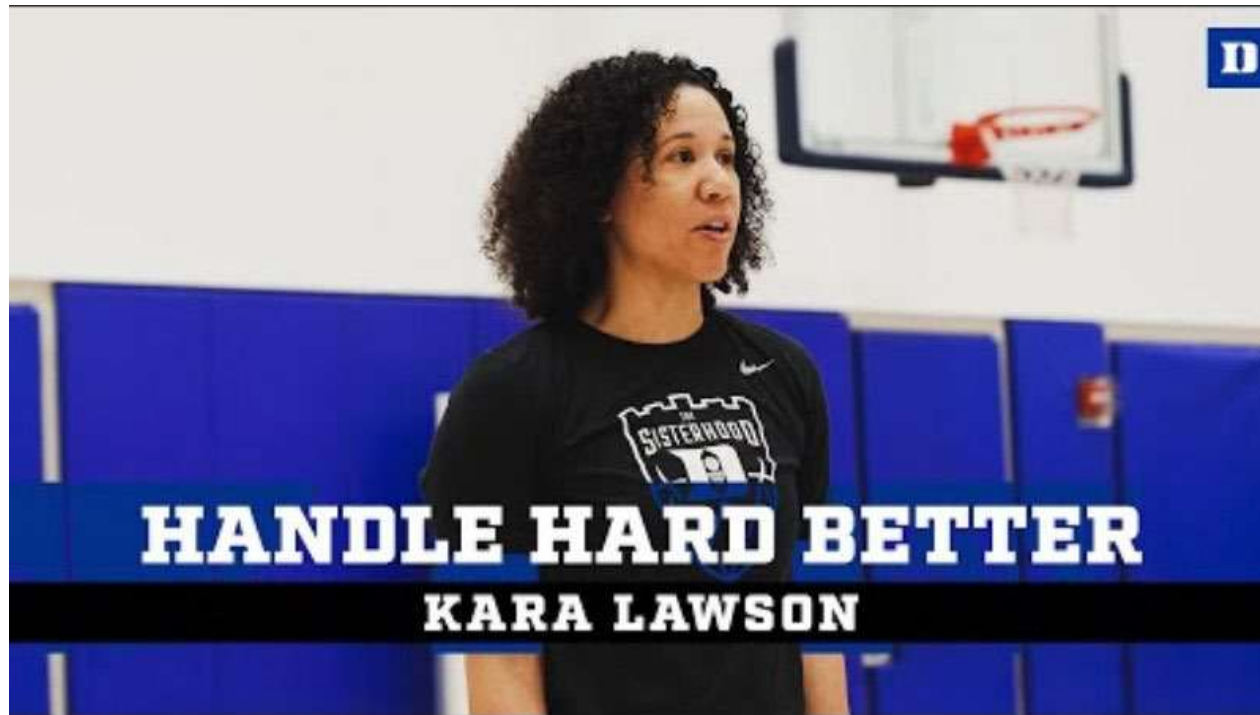 D
THE
SISTERHOOD
D
HANDLE HARD BETTER
KARA LAWSON